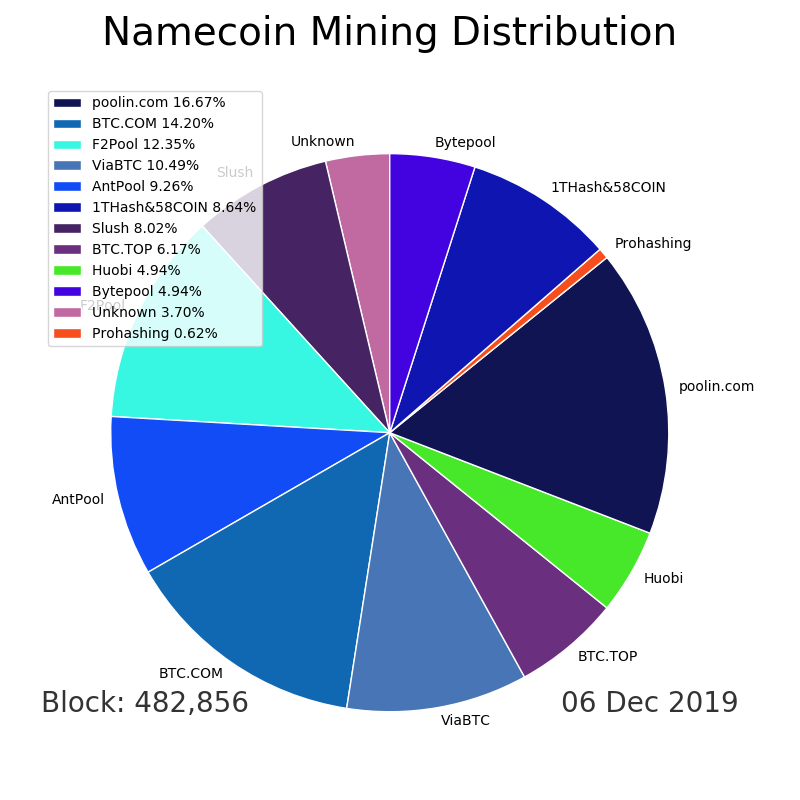 Namecoin Mining Distribution
poolin.com 16.67%
BTC.COM 14.20%
F2Pool 12.35%
ViaBTC 10.49%
AntPool 9.26%
1THash&58COIN 8.64%
Slush 8.02%
BTC.TOP 6.17%
Huobi 4.94%
Bytepool 4.94%
Unknown 3.70%
Prohashing 0.62%
Unknown
Bytepool
Slush
1THash&58COIN
Prohashing
F2Pool
poolin.com
AntPool
Huobi
BTC.TOP
BTC.COM
ViaBTC
Block: 482,856
06 Dec 2019